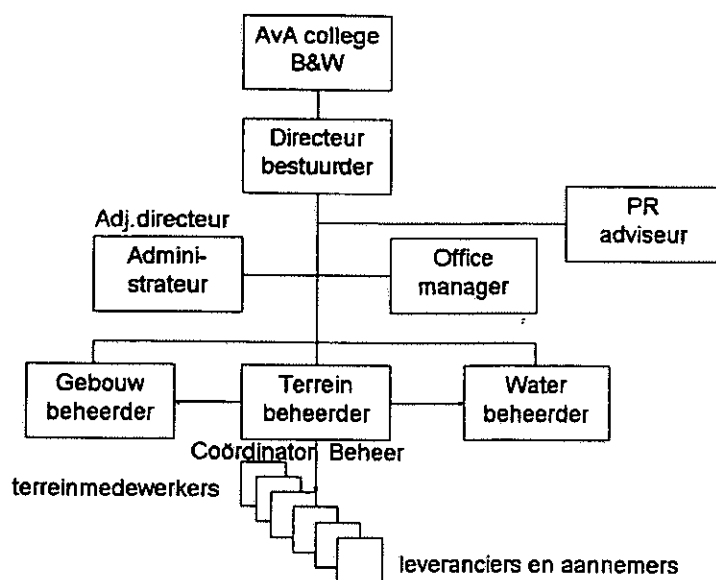 AvA college
B&W
Directeur
bestuurder
PR
adviseur
Adj.directeur
Admini-
strateur
Office
manager
Gebouw
beheerder
Terrein
beheerder
Water
beheerder
Coördinator Beheer
terreinmedewerkers
leveranciers en aannemers